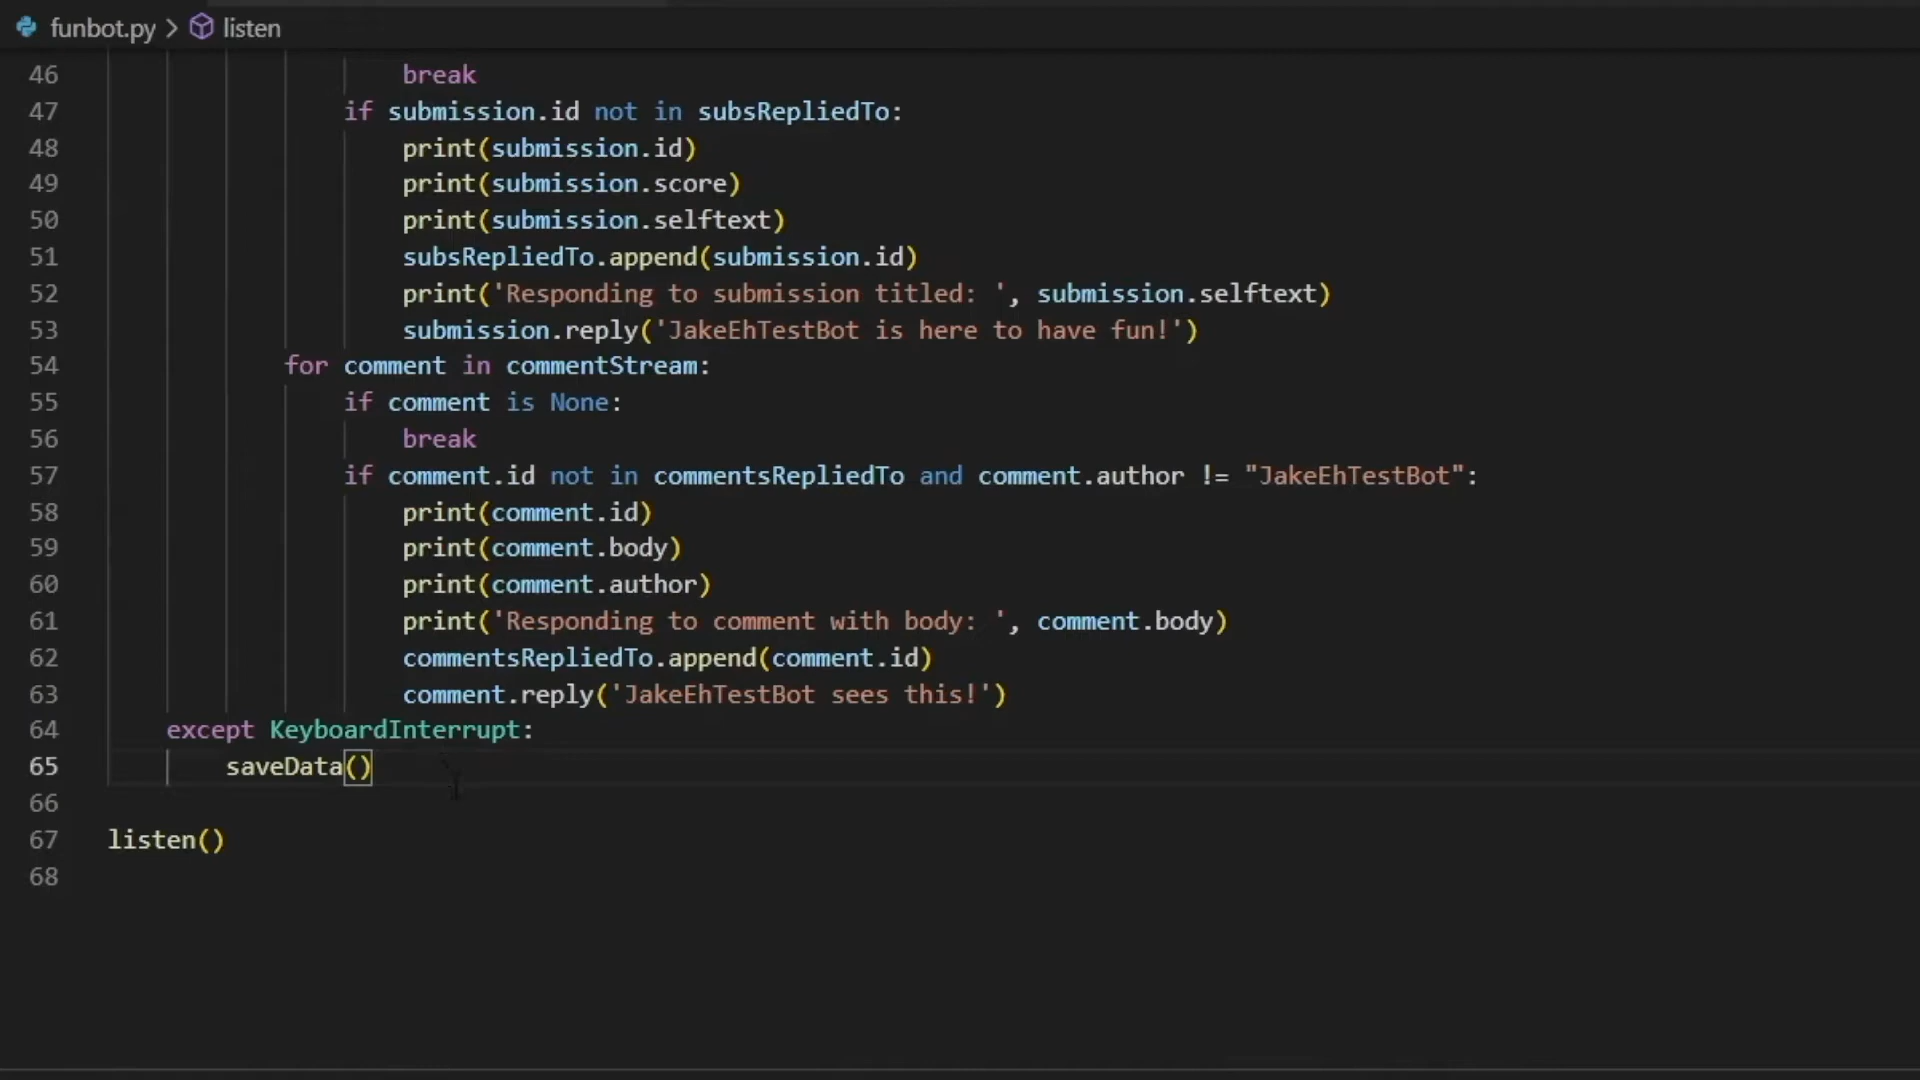 funbot.py > listen
46 break
47 if submission.id not in subsRepliedTo:
48 print(submission.id)
49 print(submission.score)
50 print(submission.selftext)
51 subsRepliedTo.append(submission.id)
52 print('Responding to submission titled: ', submission.selftext)
53 submission.reply('JakeEhTestBot is here to have fun!')
54 for comment in commentStream:
55 if comment is None:
56 break
57 if comment.id not in commentsRepliedTo and comment.author != "JakeEhTestBot":
58 print(comment.id)
59 print(comment.body)
60 print(comment.author)
61 print('Responding to comment with body: ', comment.body)
62 commentsRepliedTo.append(comment.id)
63 comment.reply('JakeEhTestBot sees this!')
64 except KeyboardInterrupt:
65 saveData()
66
67 listen()
68